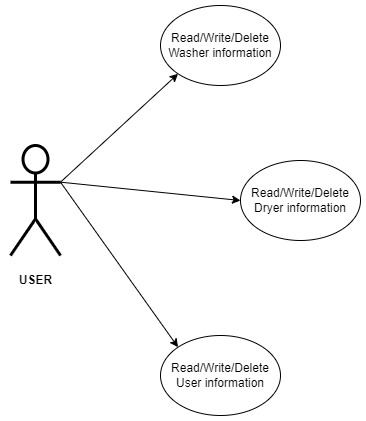 Read/Write/Delete
Washer information
Read/Write/Delete
Dryer information
USER
Read/Write/Delete
User information